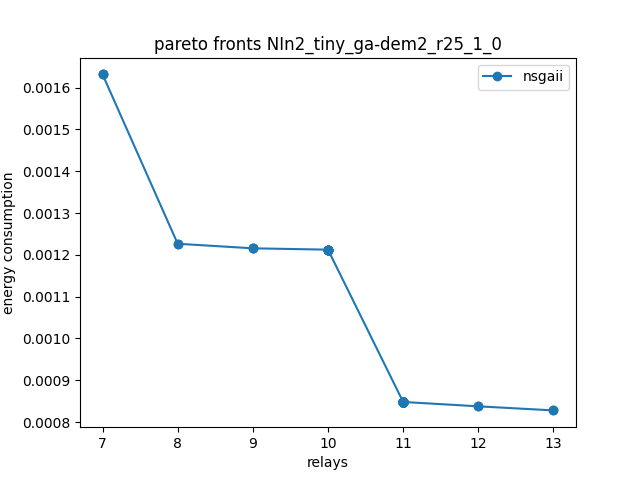 pareto fronts NIn2_tiny_ga-dem2_r25_1_0
nsgaii
0.0016
0.0015
0.0014
0.0013
0.0012
0.0011
0.0010
0.0009
0.0008
energy consumption
7 8 9 10 11 12 13
relays